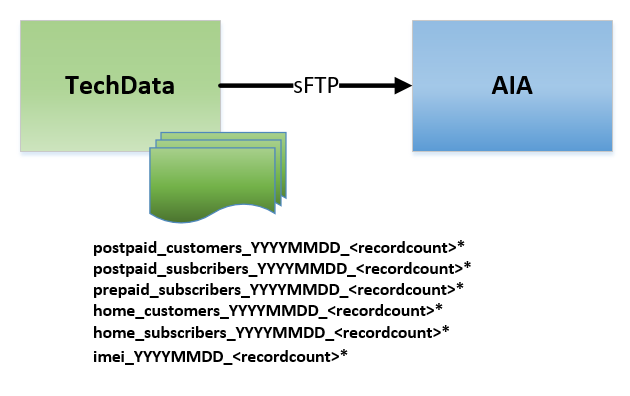 TechData
sFTP
AIA
postpaid_customers_YYYYMMDD_<recordcount>*
postpaid_susbcribers_YYYYMMDD_<recordcount>*
prepaid_subscribers_YYYYMMDD_<recordcount>*
home_customers_YYYYMMDD_<recordcount>*
home_subscribers_YYYYMMDD_<recordcount>*
imei_YYYYMMDD_<recordcount>*